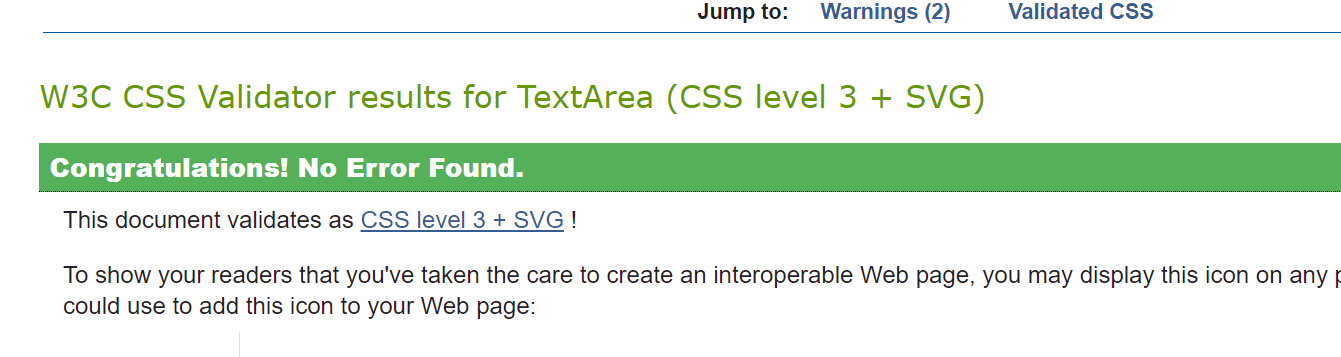 Jump to: Warnings (2) Validated CSS
W3C CSS Validator results for TextArea (CSS level 3 + SVG)
Congratulations! No Error Found.
This document validates as CSS level 3 + SVG !
To show your readers that you've taken the care to create an interoperable Web page, you may display this icon on any
could use to add this icon to your Web page: